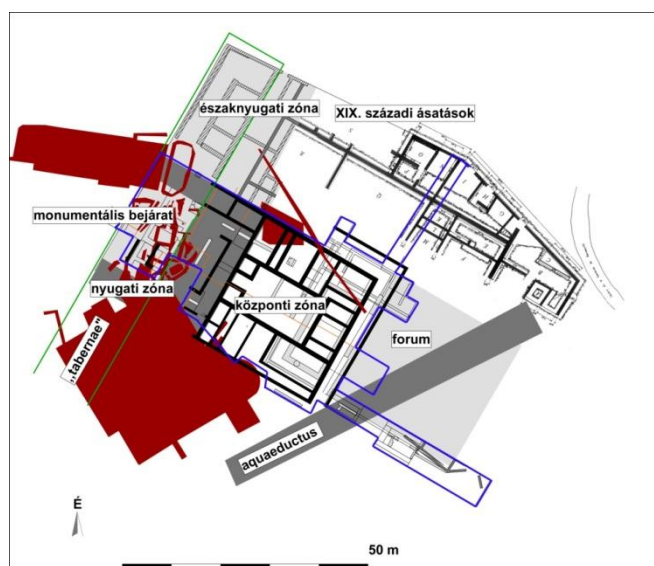 északnyugati zóna
XIX. századi ásatások
monumentális bejárat
nyugati zóna
központi zóna
„tabernae"
forum
aquaeductus
É
50 m